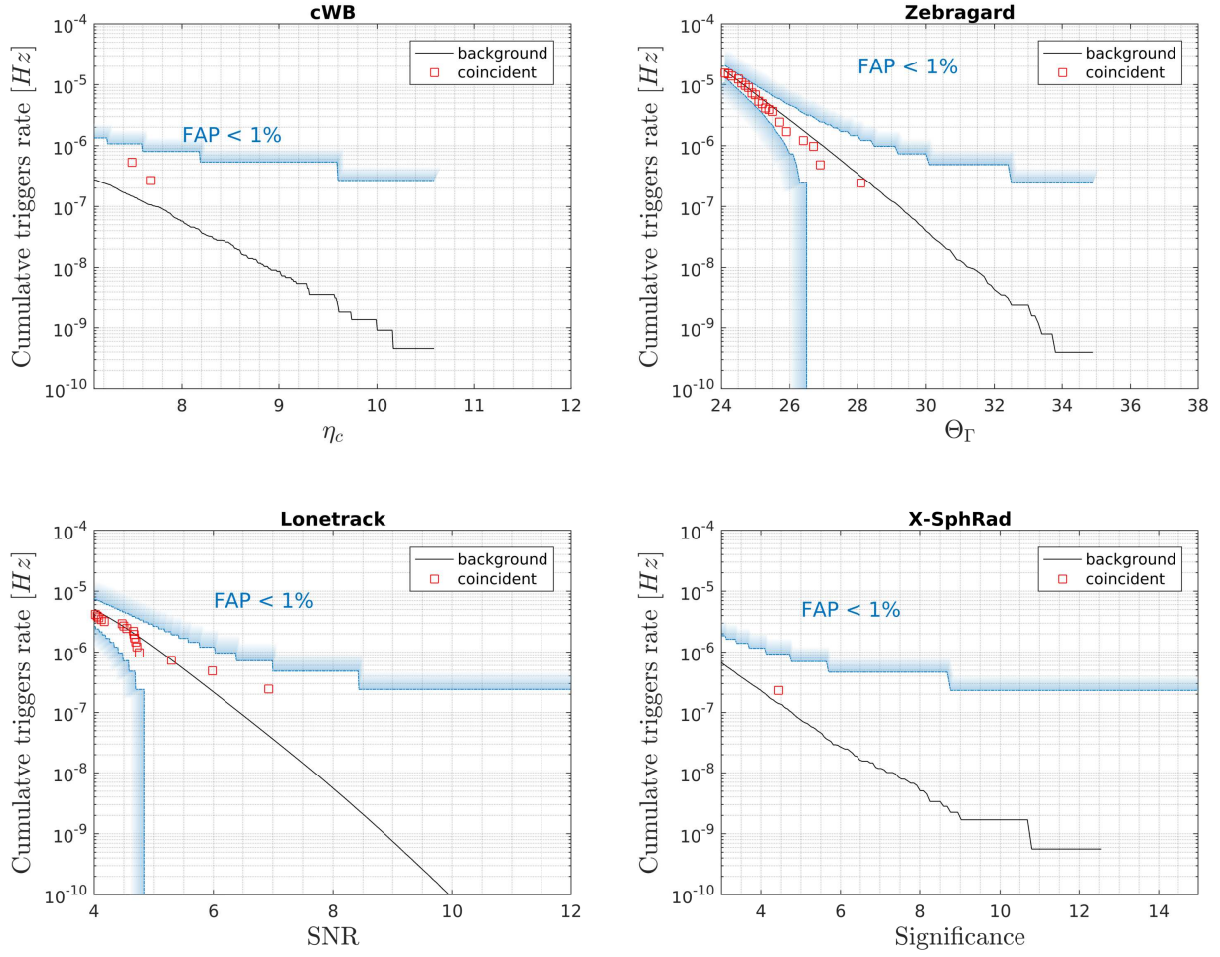 cWB
Cumulatve triggers rate [Hz]
10^-4
10^-5
10^-6
10^-7
10^-8
10^-9
10^-10
background
coincident
FAP < 1%
8 9 10 11 12
η_c
Zebragard
Cumulatve triggers rate [Hz]
10^-4
10^-5
10^-6
10^-7
10^-8
10^-9
10^-10
background
coincident
FAP < 1%
24 26 28 30 32 34 36 38
Θ_Γ
Lonetrack
Cumulatve triggers rate [Hz]
10^-4
10^-5
10^-6
10^-7
10^-8
10^-9
10^-10
background
coincident
FAP < 1%
4 6 8 10 12
SNR
X-SphRad
Cumulatve triggers rate [Hz]
10^-4
10^-5
10^-6
10^-7
10^-8
10^-9
10^-10
background
coincident
FAP < 1%
4 6 8 10 12 14
Significance